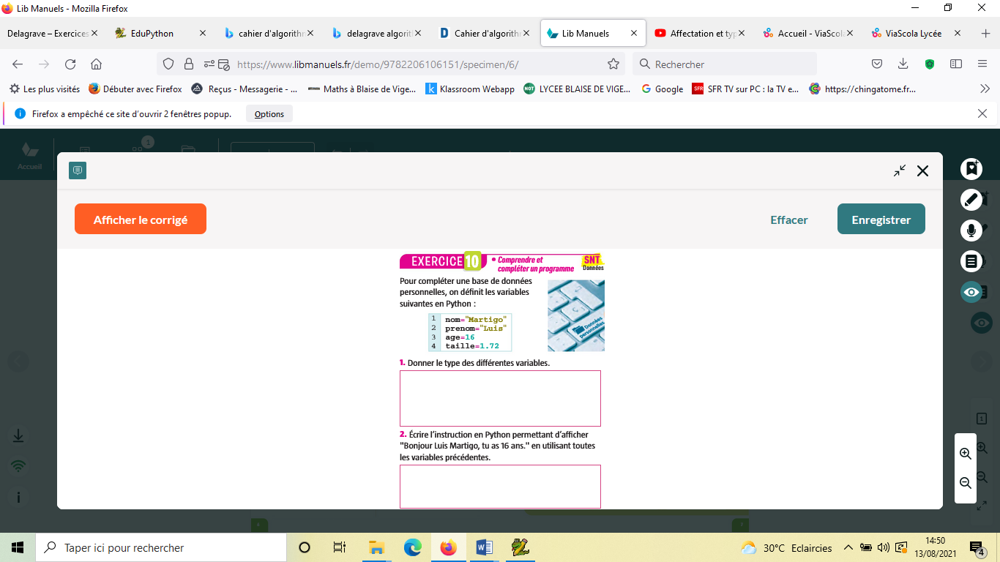 Lib Manuels - Mozilla Firefox
Delagrave – Exercices
EduPython
cahier d'algorithm
delagrave algorit
Cahier d'algorithm
Lib Manuels
Affectation et typ
Accueil - ViaScola
ViaScola Lycée
https://www.libmanuels.fr/demo/9782206106151/specimen/6/
Rechercher
Les plus visités
Débuter avec Firefox
Reçus - Messagerie - ...
Maths à Blaise de Vige...
Klassroom Webapp
LYCEE BLAISE DE VIGE...
Google
SFR TV sur PC : la TV e...
https://chingatome.fr...
Firefox a empêché ce site d'ouvrir 2 fenêtres popup.
Options
1
Accueil
Afficher le corrigé
Effacer
Enregistrer
EXERCICE 10
• Comprendre et
compléter un programme
SNT
Données
Pour compléter une base de données
personnelles, on définit les variables
suivantes en Python :
Données
personnelles
1 nom="Martigo"
2 prenom="Luis"
3 age=16
4 taille=1.72
1. Donner le type des différentes variables.
2. Écrire l'instruction en Python permettant d'afficher
"Bonjour Luis Martigo, tu as 16 ans." en utilisant toutes
les variables précédentes.
Taper ici pour rechercher
30°C Eclaircies
14:50
13/08/2021
4